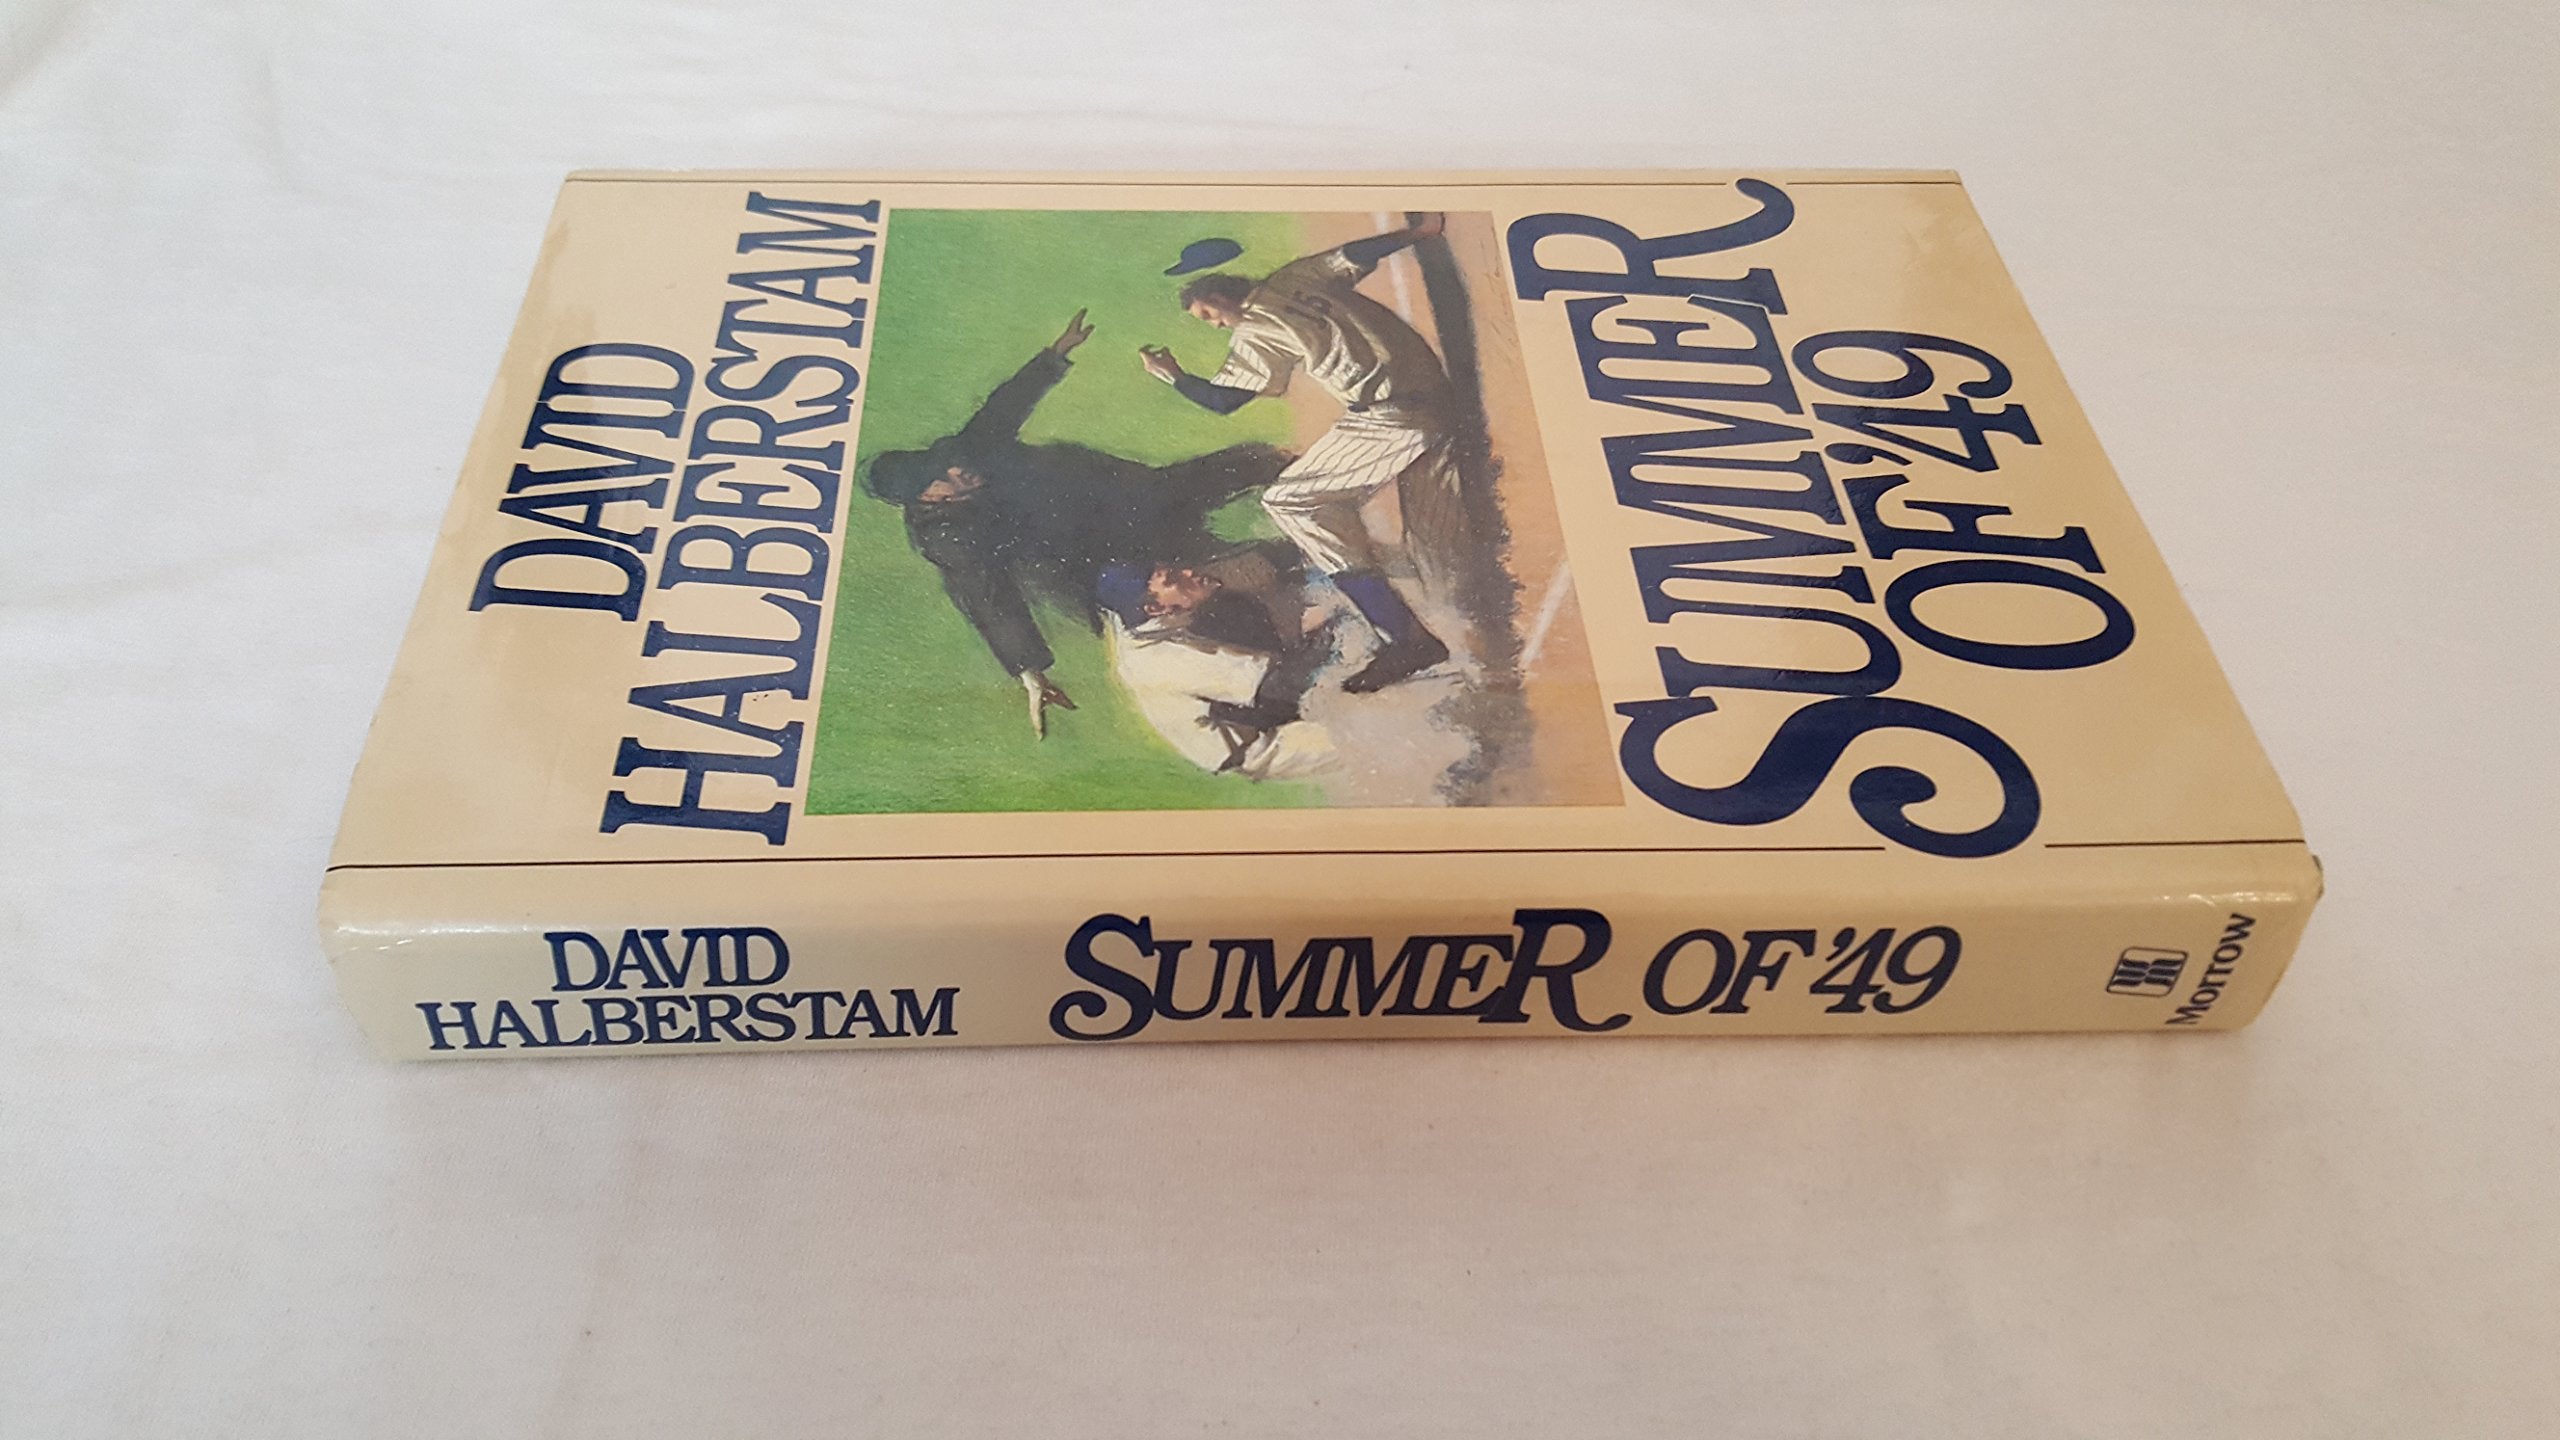 DAVID
HALBERSTAM
SUMMER
OF '49
DAVID
HALBERSTAM
SUMMER OF '49
MORROW